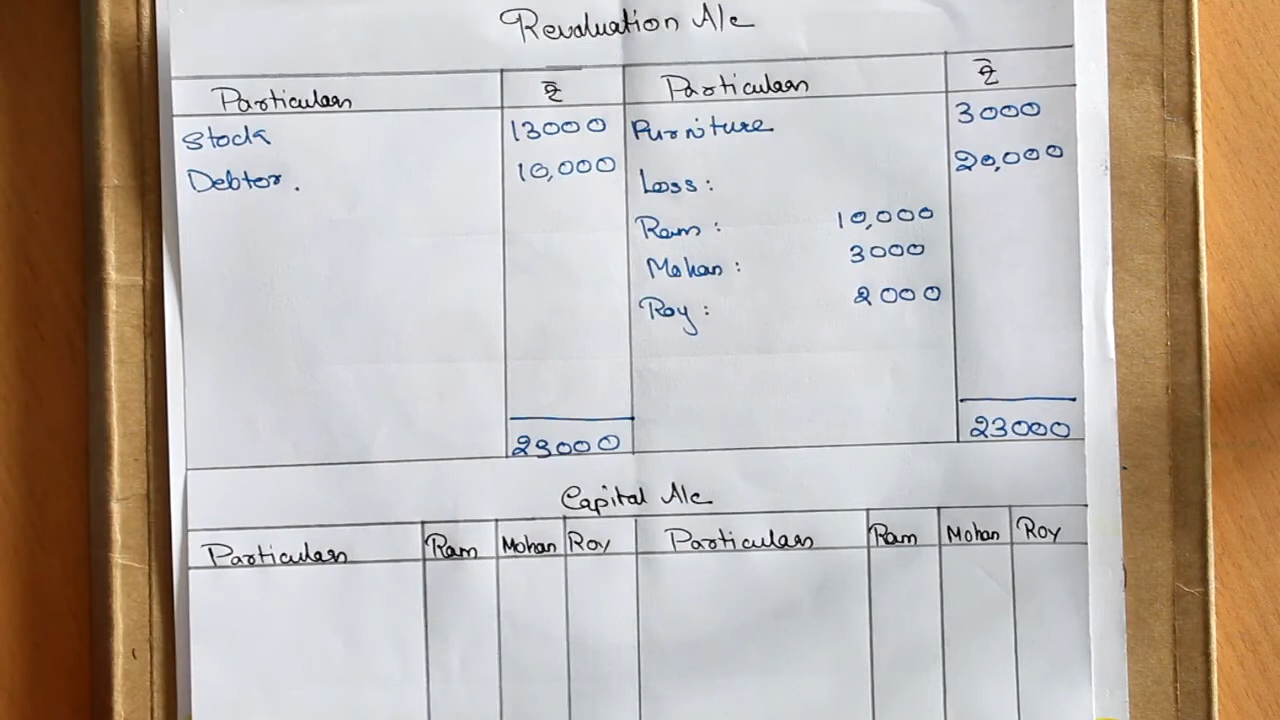 Revaluation A/c
Particulars ₹ Particulars ₹
Stock 13000 Furniture 3000
Debtor. 10,000 Loss: 20,000
Ram: 10,000
Mohan: 3000
Roy: 2000
23000 23000
Capital A/c
Particulars Ram Mohan Roy Particulars Ram Mohan Roy